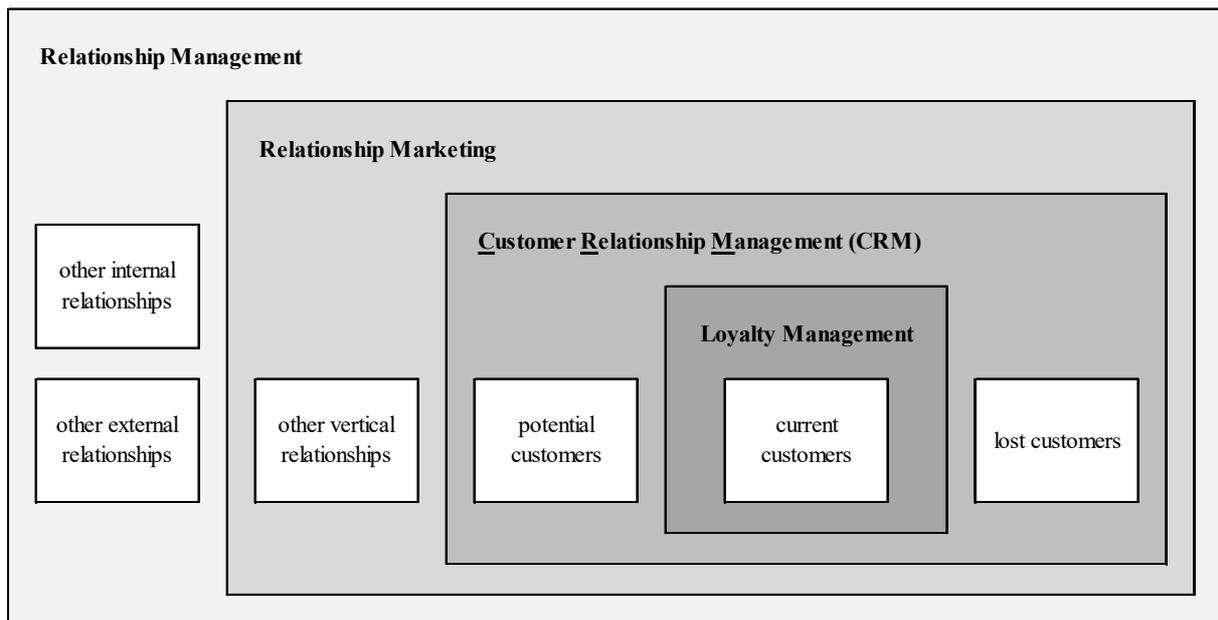 Relationship Management
Relationship Marketing
Customer Relationship Management (CRM)
other internal
relationships
Loyalty Management
other external
relationships
other vertical
relationships
potential
customers
current
customers
lost customers